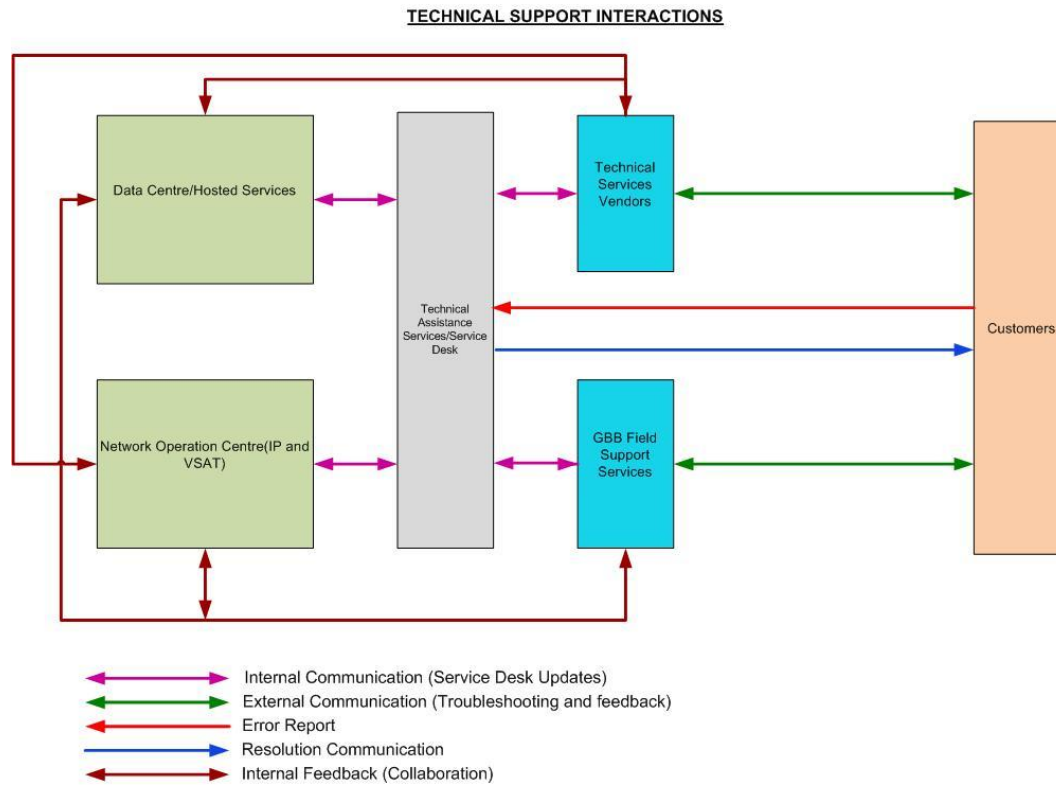 TECHNICAL SUPPORT INTERACTIONS
Data Centre/Hosted Services
Technical
Services
Vendors
Technical
Assistance
Services/Service
Desk
Customers
Network Operation Centre(IP and
VSAT)
GBB Field
Support
Services
Internal Communication (Service Desk Updates)
External Communication (Troubleshooting and feedback)
Error Report
Resolution Communication
Internal Feedback (Collaboration)